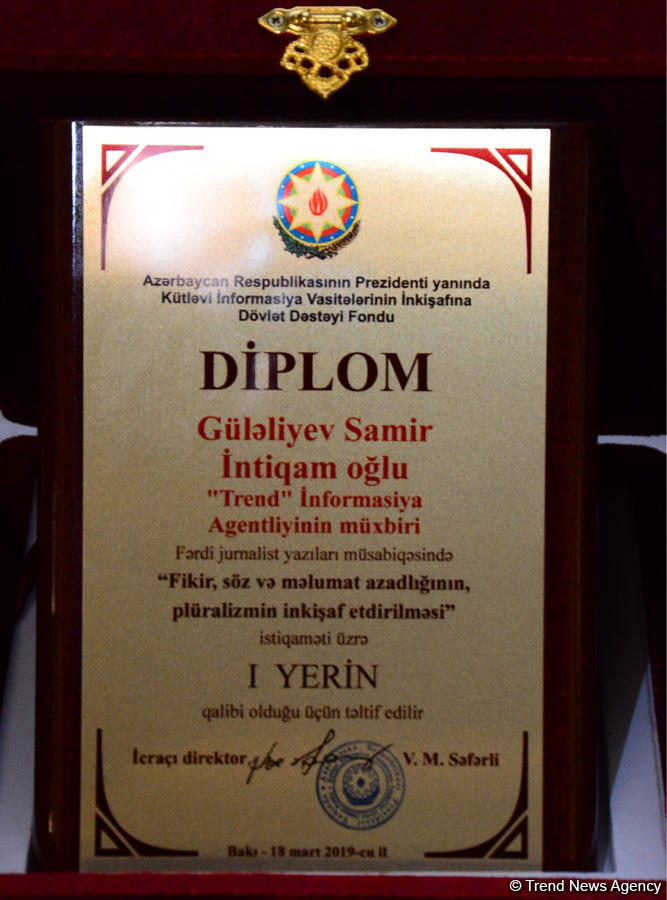 Azərbaycan Respublikasının Prezidenti yanında
Kütləvi İnformasiya Vasitələrinin İnkişafına
Dövlət Dəstəyi Fondu
DİPLOM
Güləliyev Samir
İntiqam oğlu
"Trend" İnformasiya
Agentliyinin müxbiri
Fərdi jurnalist yazıları müsabiqəsində
“Fikir, söz və məlumat azadlığının,
plüralizmin inkişaf etdirilməsi”
istiqaməti üzrə
I YERİN
qalibi olduğu üçün təltif edilir
İcraçı direktor V. M. Səfərli
Bakı - 18 mart 2019-cu il
© Trend News Agency